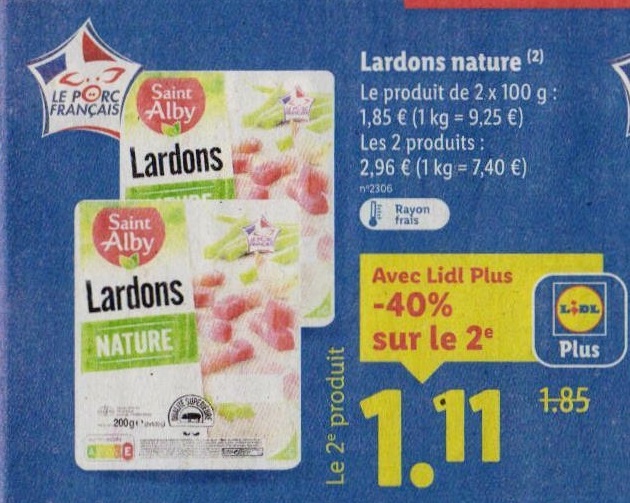 LE PORC
FRANÇAIS
Saint
Alby
Lardons
Saint
Alby
Lardons
NATURE
200g
Lardons nature (2)
Le produit de 2 x 100 g :
1,85 € (1 kg = 9,25 €)
Les 2 produits :
2,96 € (1 kg = 7,40 €)
n°2306
Rayon
frais
Avec Lidl Plus
-40%
sur le 2e
LIDL
Plus
Le 2e produit
1.11
1.85